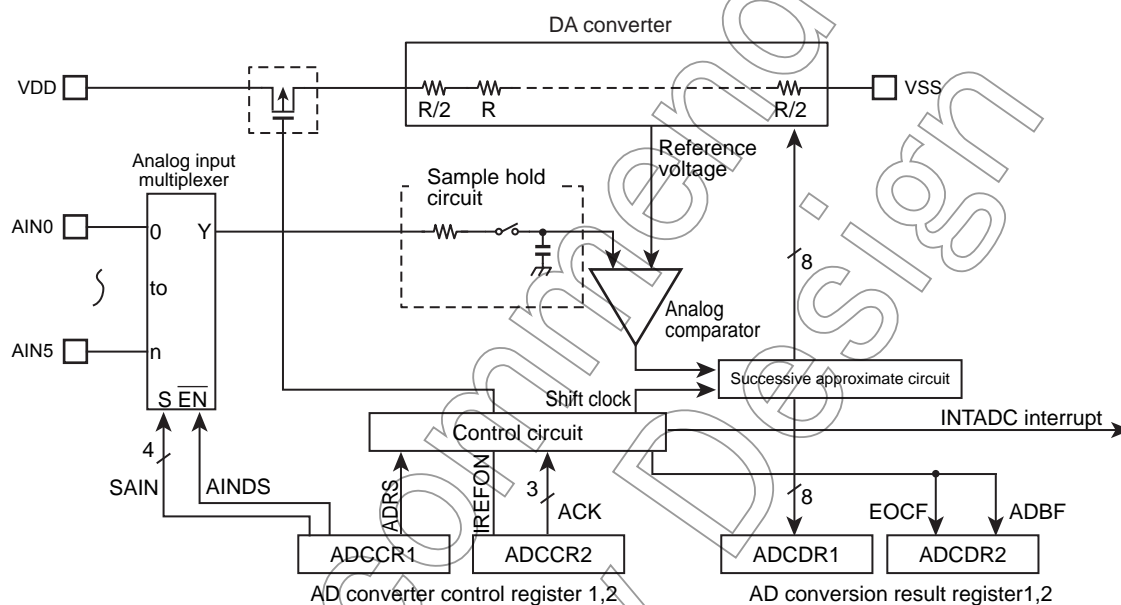 DA converter
VDD
VSS
R/2
R
R/2
Reference
voltage
Analog input
multiplexer
Sample hold
circuit
AIN0
0
Y
to
AIN5
n
S EN
8
Analog
comparator
Successive approximate circuit
Shift clock
Control circuit
INTADC interrupt
4
SAIN
AINDS
ADRS
IREFON
3
ACK
8
EOCF
ADBF
ADCCR1
ADCCR2
ADCDR1
ADCDR2
AD converter control register 1,2
AD conversion result register1,2
ommend
Design